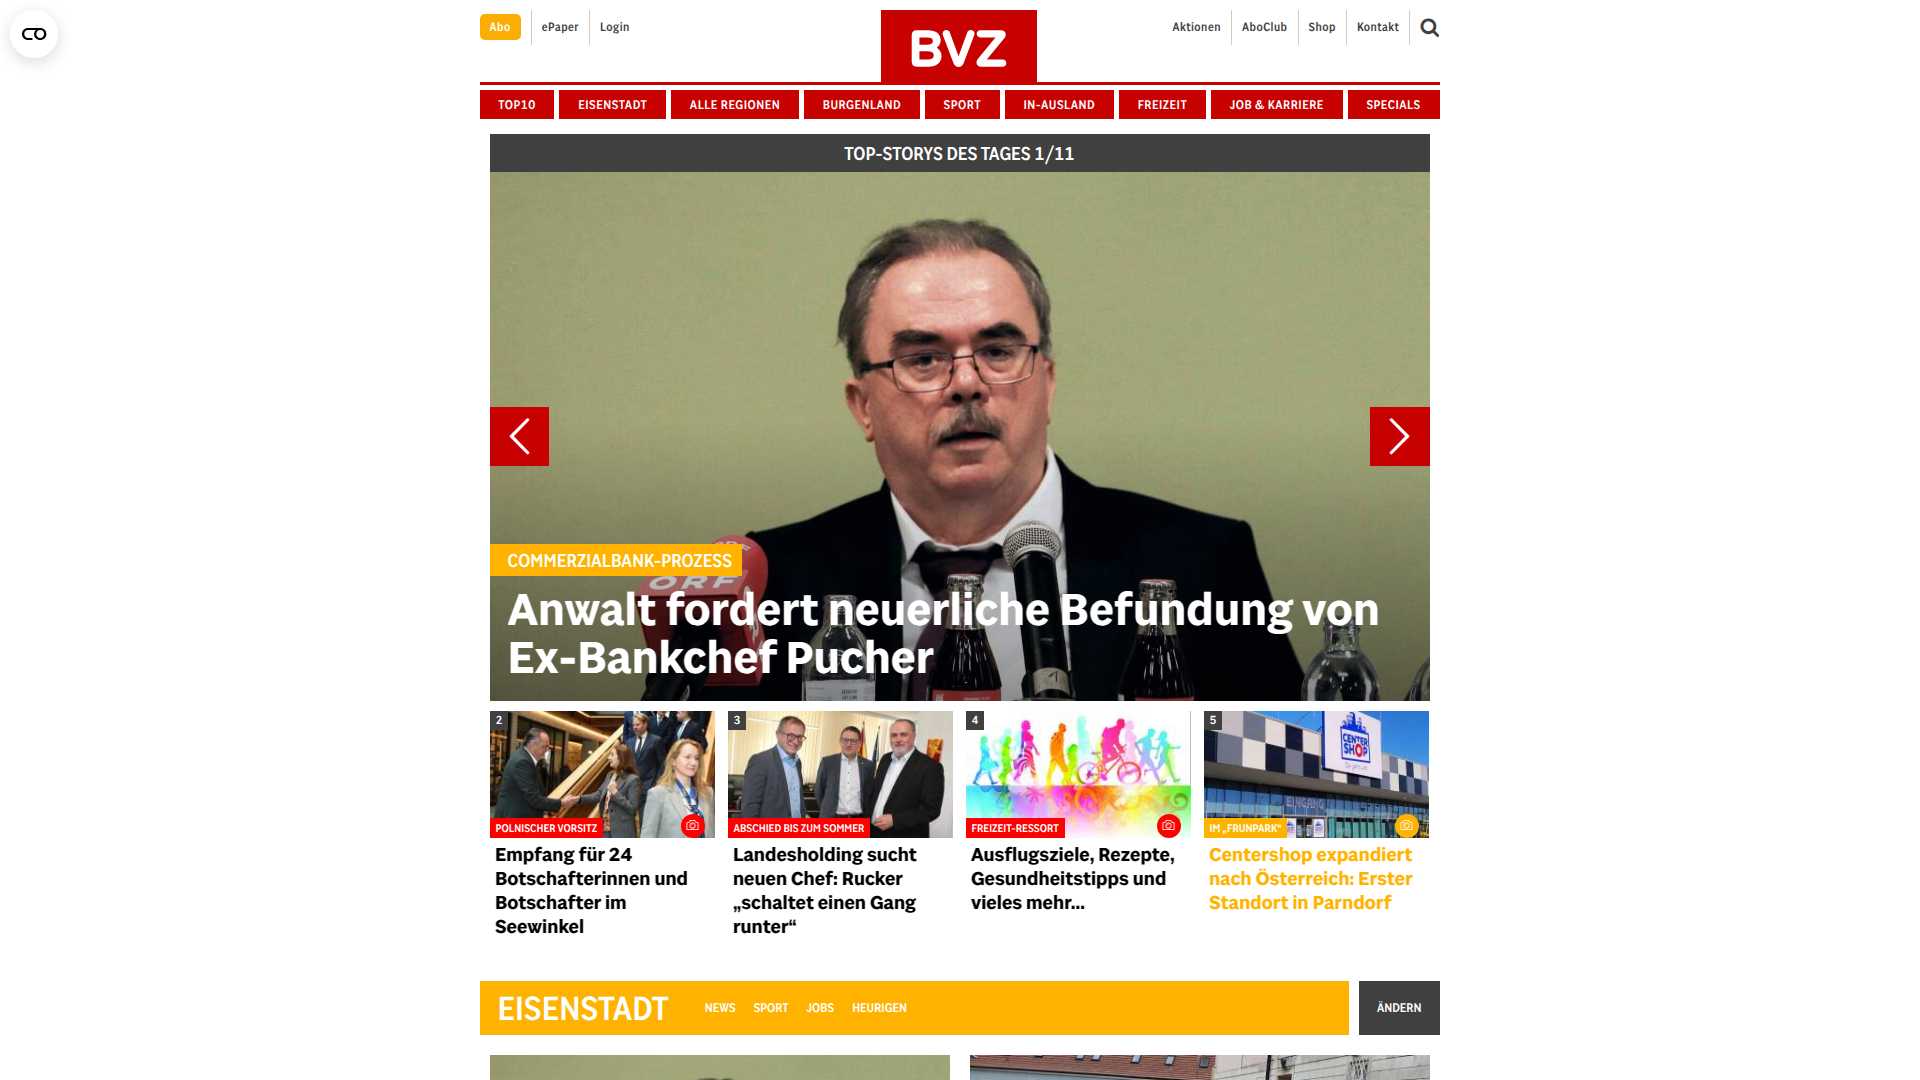 Abo
ePaper
Login
BVZ
Aktionen
AboClub
Shop
Kontakt
TOP10
EISENSTADT
ALLE REGIONEN
BURGENLAND
SPORT
IN-AUSLAND
FREIZEIT
JOB & KARRIERE
SPECIALS
TOP-STORYS DES TAGES 1/11
ORF
COMMERZIALBANK-PROZESS
Anwalt fordert neuerliche Befundung von
Ex-Bankchef Pucher
2
POLNISCHER VORSITZ
Empfang für 24
Botschafterinnen und
Botschafter im
Seewinkel
3
ABSCHIED BIS ZUM SOMMER
Landesholding sucht
neuen Chef: Rucker
„schaltet einen Gang
runter“
4
FREIZEIT-RESSORT
Ausflugsziele, Rezepte,
Gesundheitstipps und
vieles mehr...
5
CENTER
SHOP
EINGANG
IM „FRUNPARK“
Centershop expandiert
nach Österreich: Erster
Standort in Parndorf
EISENSTADT
NEWS
SPORT
JOBS
HEURIGEN
ÄNDERN